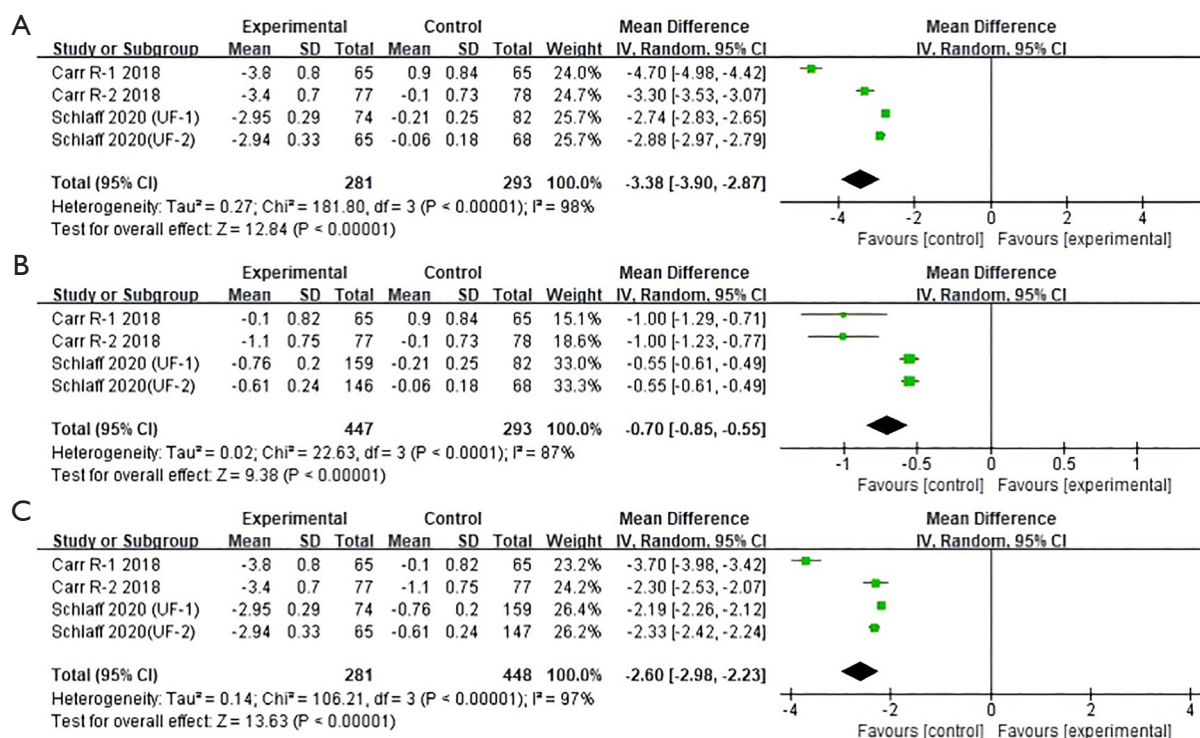 A
Experimental Control Mean Difference Mean Difference
Study or Subgroup Mean SD Total Mean SD Total Weight IV, Random, 95% CI IV, Random, 95% CI
Carr R-1 2018 -3.8 0.8 65 0.9 0.84 65 24.0% -4.70 [-4.98, -4.42]
Carr R-2 2018 -3.4 0.7 77 -0.1 0.73 78 24.7% -3.30 [-3.53, -3.07]
Schlaff 2020 (UF-1) -2.95 0.29 74 -0.21 0.25 82 25.7% -2.74 [-2.83, -2.65]
Schlaff 2020(UF-2) -2.94 0.33 65 -0.06 0.18 68 25.7% -2.88 [-2.97, -2.79]
Total (95% CI) 281 293 100.0% -3.38 [-3.90, -2.87]
Heterogeneity: Tau² = 0.27; Chi² = 181.80, df = 3 (P < 0.00001); I² = 98%
Test for overall effect: Z = 12.84 (P < 0.00001)
-4 -2 0 2 4
Favours [control] Favours [experimental]
B
Experimental Control Mean Difference Mean Difference
Study or Subgroup Mean SD Total Mean SD Total Weight IV, Random, 95% CI IV, Random, 95% CI
Carr R-1 2018 -0.1 0.82 65 0.9 0.84 65 15.1% -1.00 [-1.29, -0.71]
Carr R-2 2018 -1.1 0.75 77 -0.1 0.73 78 18.6% -1.00 [-1.23, -0.77]
Schlaff 2020 (UF-1) -0.76 0.2 159 -0.21 0.25 82 33.0% -0.55 [-0.61, -0.49]
Schlaff 2020(UF-2) -0.61 0.24 146 -0.06 0.18 68 33.3% -0.55 [-0.61, -0.49]
Total (95% CI) 447 293 100.0% -0.70 [-0.85, -0.55]
Heterogeneity: Tau² = 0.02; Chi² = 22.63, df = 3 (P < 0.0001); I² = 87%
Test for overall effect: Z = 9.38 (P < 0.00001)
-1 -0.5 0 0.5 1
Favours [control] Favours [experimental]
C
Experimental Control Mean Difference Mean Difference
Study or Subgroup Mean SD Total Mean SD Total Weight IV, Random, 95% CI IV, Random, 95% CI
Carr R-1 2018 -3.8 0.8 65 -0.1 0.82 65 23.2% -3.70 [-3.98, -3.42]
Carr R-2 2018 -3.4 0.7 77 -1.1 0.75 77 24.2% -2.30 [-2.53, -2.07]
Schlaff 2020 (UF-1) -2.95 0.29 74 -0.76 0.2 159 26.4% -2.19 [-2.26, -2.12]
Schlaff 2020(UF-2) -2.94 0.33 65 -0.61 0.24 147 26.2% -2.33 [-2.42, -2.24]
Total (95% CI) 281 448 100.0% -2.60 [-2.98, -2.23]
Heterogeneity: Tau² = 0.14; Chi² = 106.21, df = 3 (P < 0.00001); I² = 97%
Test for overall effect: Z = 13.63 (P < 0.00001)
-4 -2 0 2 4
Favours [control] Favours [experimental]